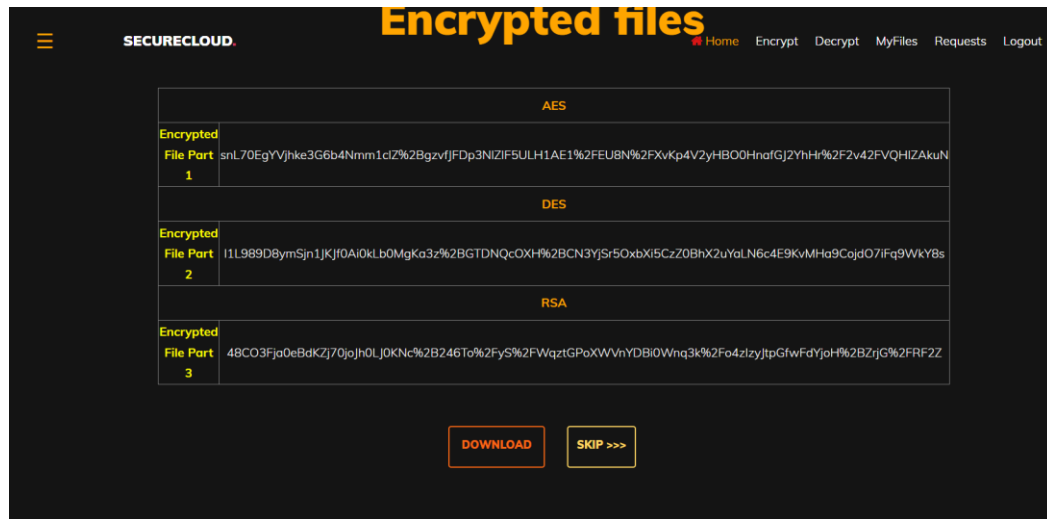 Encrypted files
SECURECLOUD.
Home Encrypt Decrypt MyFiles Requests Logout
AES
Encrypted
File Part
1
snL70EgYVjhke3G6b4Nmm1clZ%2BgzvfJFDp3NlZIF5ULH1AE1%2FEU8N%2FXvKp4V2yHBO0HnafGJ2YhHr%2F2v42FVQHIZAkuN
DES
Encrypted
File Part
2
I1L989D8ymSjn1JKJf0Ai0kLb0MgKa3z%2BGTDNQcOXH%2BCN3YjSr5OxbXi5CzZ0BhX2uYaLN6c4E9KvMHa9CojdO7iFq9WkY8s
RSA
Encrypted
File Part
3
48CO3Fja0eBdKZj70joJh0LJ0KNc%2B246To%2FyS%2FWqztGPoXWVnYDBi0Wnq3k%2Fo4zIzyJtpGfwFdYjoH%2BZrjG%2FRF2Z
DOWNLOAD
SKIP >>>